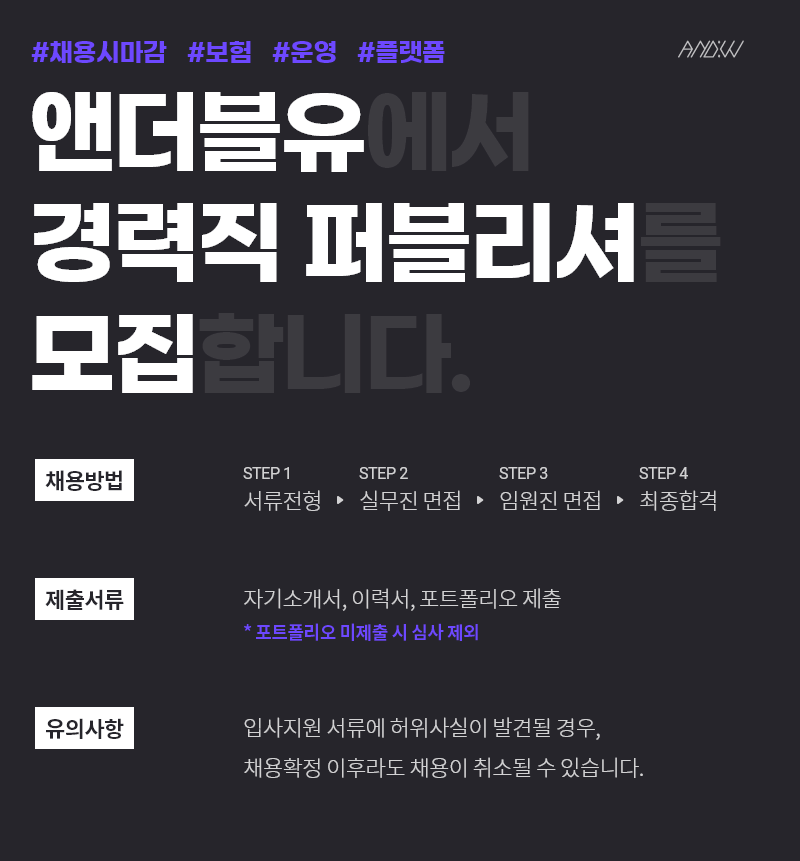 #채용시마감 #보험 #운영 #플랫폼
AND.W
앤더블유에서
경력직 퍼블리셔를
모집합니다.
채용방법
STEP 1 STEP 2 STEP 3 STEP 4
서류전형 ▸ 실무진 면접 ▸ 임원진 면접 ▸ 최종합격
제출서류
자기소개서, 이력서, 포트폴리오 제출
* 포트폴리오 미제출 시 심사 제외
유의사항
입사지원 서류에 허위사실이 발견될 경우,
채용확정 이후라도 채용이 취소될 수 있습니다.